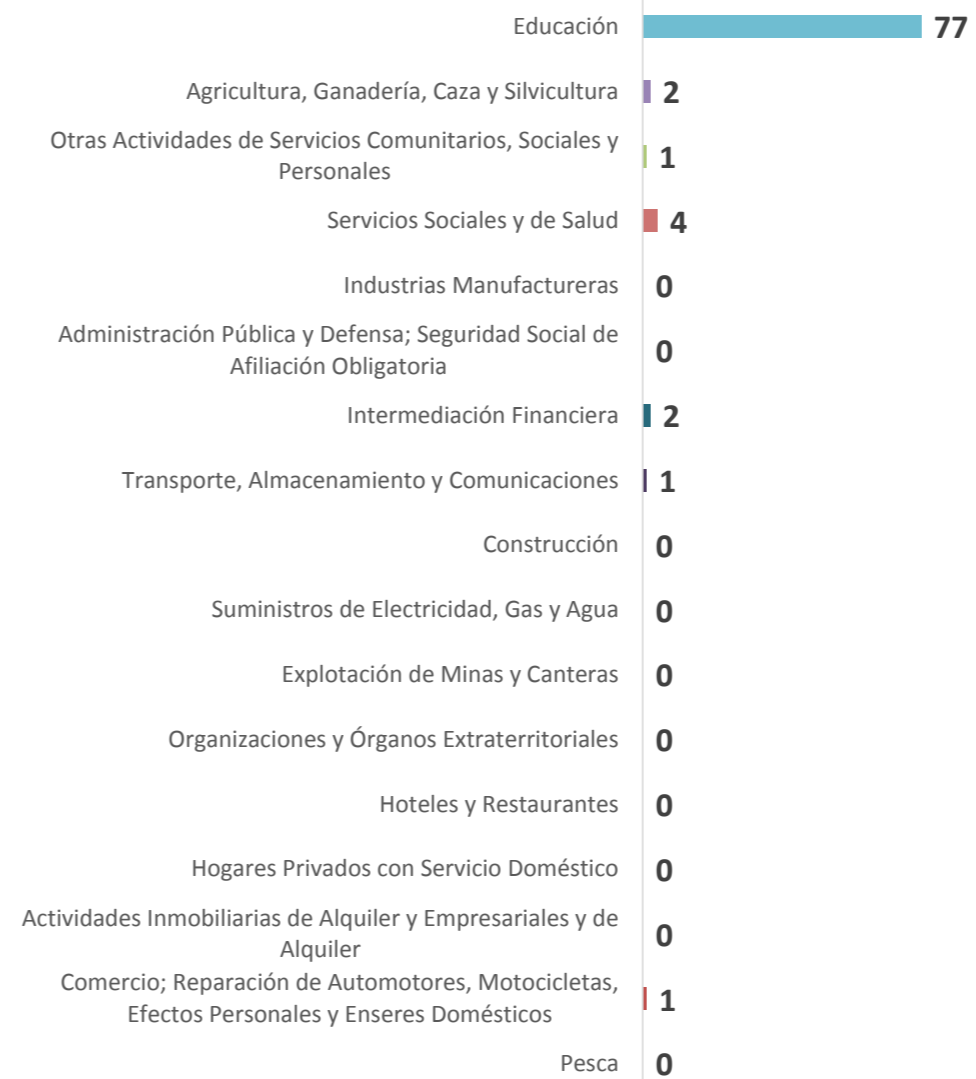 Educación 77
Agricultura, Ganadería, Caza y Silvicultura 2
Otras Actividades de Servicios Comunitarios, Sociales y
Personales 1
Servicios Sociales y de Salud 4
Industrias Manufactureras 0
Administración Pública y Defensa; Seguridad Social de
Afiliación Obligatoria 0
Intermediación Financiera 2
Transporte, Almacenamiento y Comunicaciones 1
Construcción 0
Suministros de Electricidad, Gas y Agua 0
Explotación de Minas y Canteras 0
Organizaciones y Órganos Extraterritoriales 0
Hoteles y Restaurantes 0
Hogares Privados con Servicio Doméstico 0
Actividades Inmobiliarias de Alquiler y Empresariales y de
Alquiler 0
Comercio; Reparación de Automotores, Motocicletas,
Efectos Personales y Enseres Domésticos 1
Pesca 0